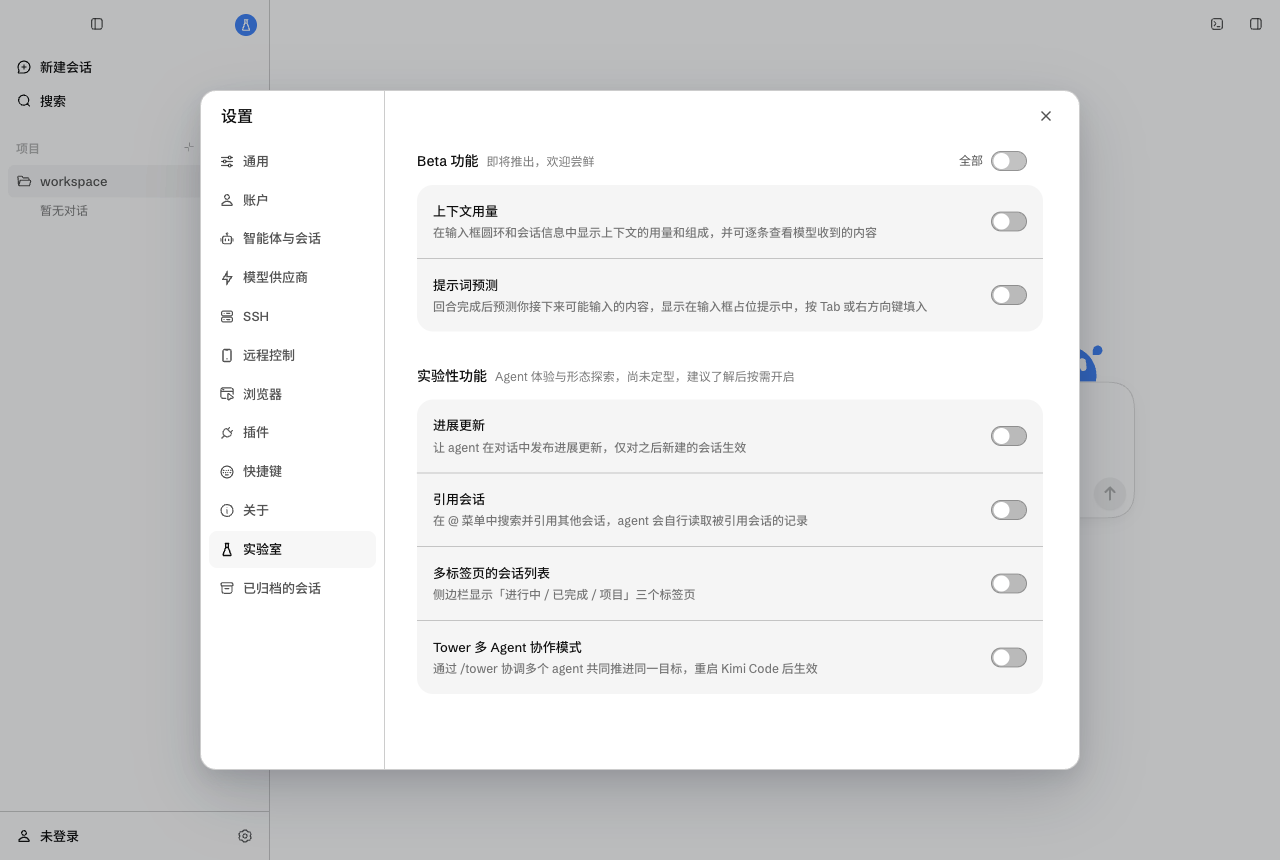 新建会话
搜索
项目
workspace
暂无对话
未登录
设置
通用
账户
智能体与会话
模型供应商
SSH
远程控制
浏览器
插件
快捷键
关于
实验室
已归档的会话
Beta 功能 即将推出，欢迎尝鲜 全部
上下文用量
在输入框圆环和会话信息中显示上下文的用量和组成，并可逐条查看模型收到的内容
提示词预测
回合完成后预测你接下来可能输入的内容，显示在输入框占位提示中，按 Tab 或右方向键填入
实验性功能 Agent 体验与形态探索，尚未定型，建议了解后按需开启
进展更新
让 agent 在对话中发布进展更新，仅对之后新建的会话生效
引用会话
在 @ 菜单中搜索并引用其他会话，agent 会自行读取被引用会话的记录
多标签页的会话列表
侧边栏显示「进行中 / 已完成 / 项目」三个标签页
Tower 多 Agent 协作模式
通过 /tower 协调多个 agent 共同推进同一目标，重启 Kimi Code 后生效